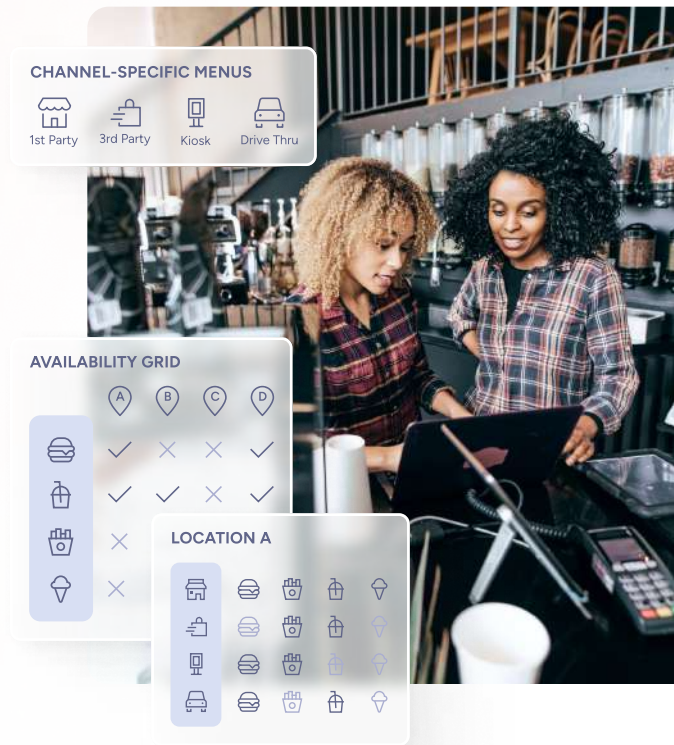 CHANNEL-SPECIFIC MENUS
1st Party 3rd Party Kiosk Drive Thru
AVAILABILITY GRID
A B C D
LOCATION A